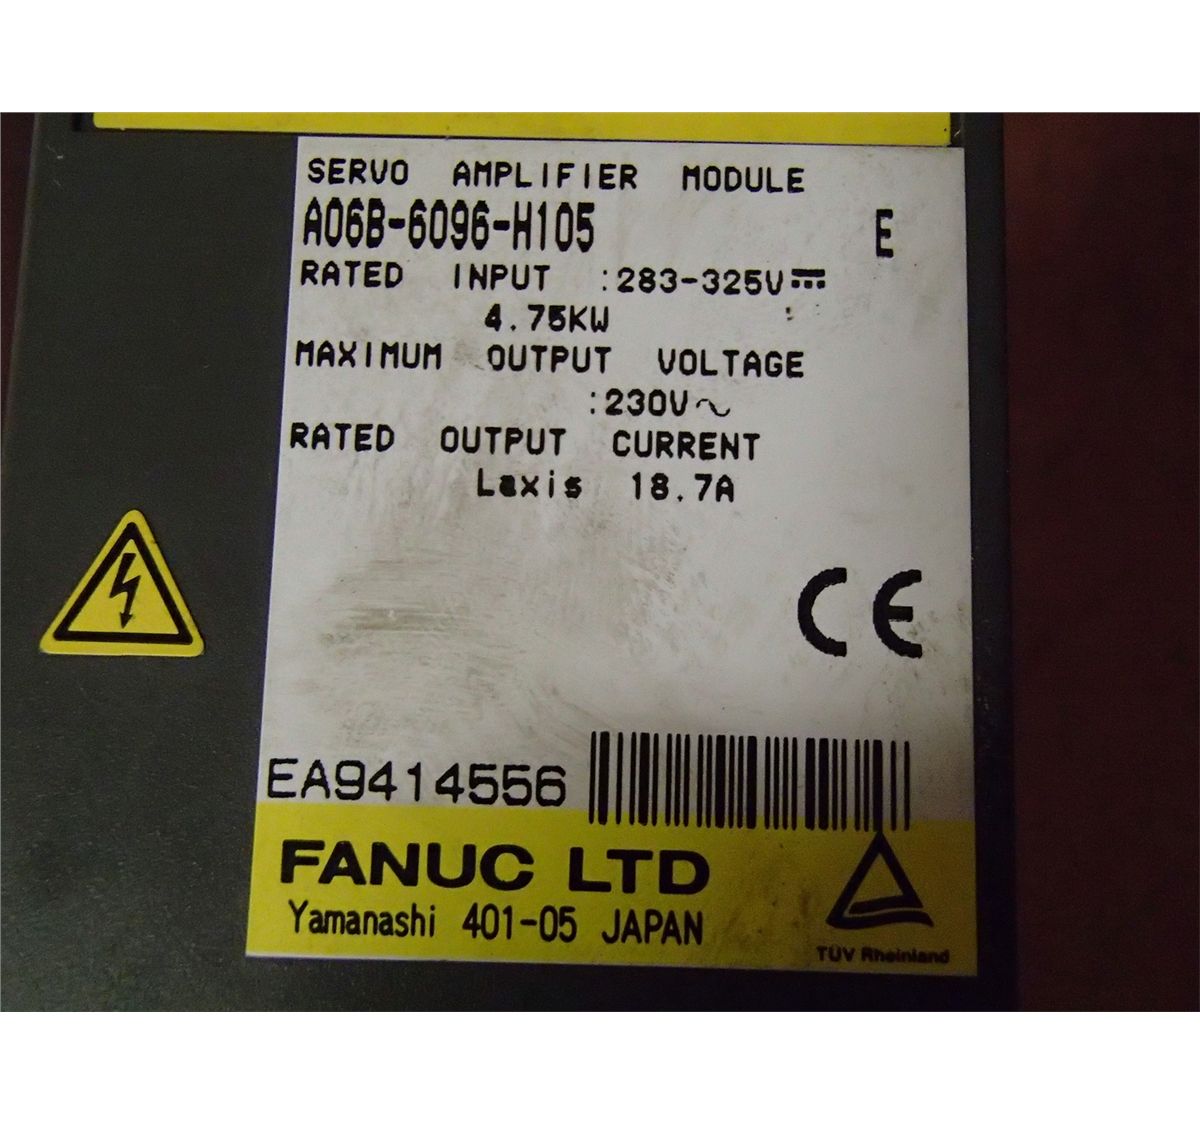 SERVO AMPLIFIER MODULE
A06B-6096-H105 E
RATED INPUT :283-325V⎓
4.75KW
MAXIMUM OUTPUT VOLTAGE
:230V~
RATED OUTPUT CURRENT
Laxis 18.7A
CE
EA9414556
FANUC LTD
Yamanashi 401-05 JAPAN
TÜV Rheinland